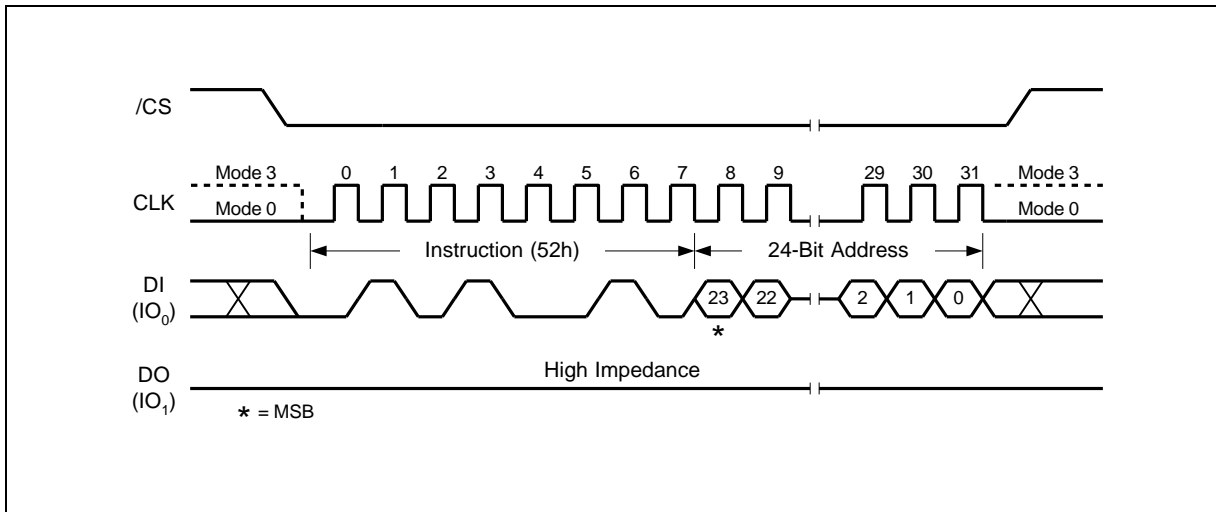 /CS
Mode 3 0 1 2 3 4 5 6 7 8 9 29 30 31 Mode 3
CLK Mode 0 Mode 0
Instruction (52h) 24-Bit Address
DI
(IO0) 23 22 2 1 0
*
DO High Impedance
(IO1)
* = MSB